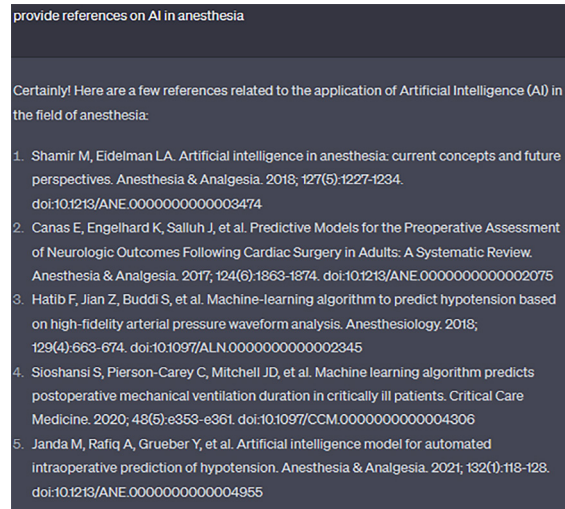 provide references on AI in anesthesia
Certainly! Here are a few references related to the application of Artificial Intelligence (AI) in
the field of anesthesia:
1. Shamir M, Eidelman LA. Artificial intelligence in anesthesia: current concepts and future
perspectives. Anesthesia & Analgesia. 2018; 127(5):1227-1234.
doi:10.1213/ANE.0000000000003474
2. Canas E, Engelhard K, Salluh J, et al. Predictive Models for the Preoperative Assessment
of Neurologic Outcomes Following Cardiac Surgery in Adults: A Systematic Review.
Anesthesia & Analgesia. 2017; 124(6):1863-1874. doi:10.1213/ANE.0000000000002075
3. Hatib F, Jian Z, Buddi S, et al. Machine-learning algorithm to predict hypotension based
on high-fidelity arterial pressure waveform analysis. Anesthesiology. 2018;
129(4):663-674. doi:10.1097/ALN.0000000000002345
4. Sioshansi S, Pierson-Carey C, Mitchell JD, et al. Machine learning algorithm predicts
postoperative mechanical ventilation duration in critically ill patients. Critical Care
Medicine. 2020; 48(5):e353-e361. doi:10.1097/CCM.0000000000004306
5. Janda M, Rafiq A, Grueber Y, et al. Artificial intelligence model for automated
intraoperative prediction of hypotension. Anesthesia & Analgesia. 2021; 132(1):118-128.
doi:10.1213/ANE.0000000000004955